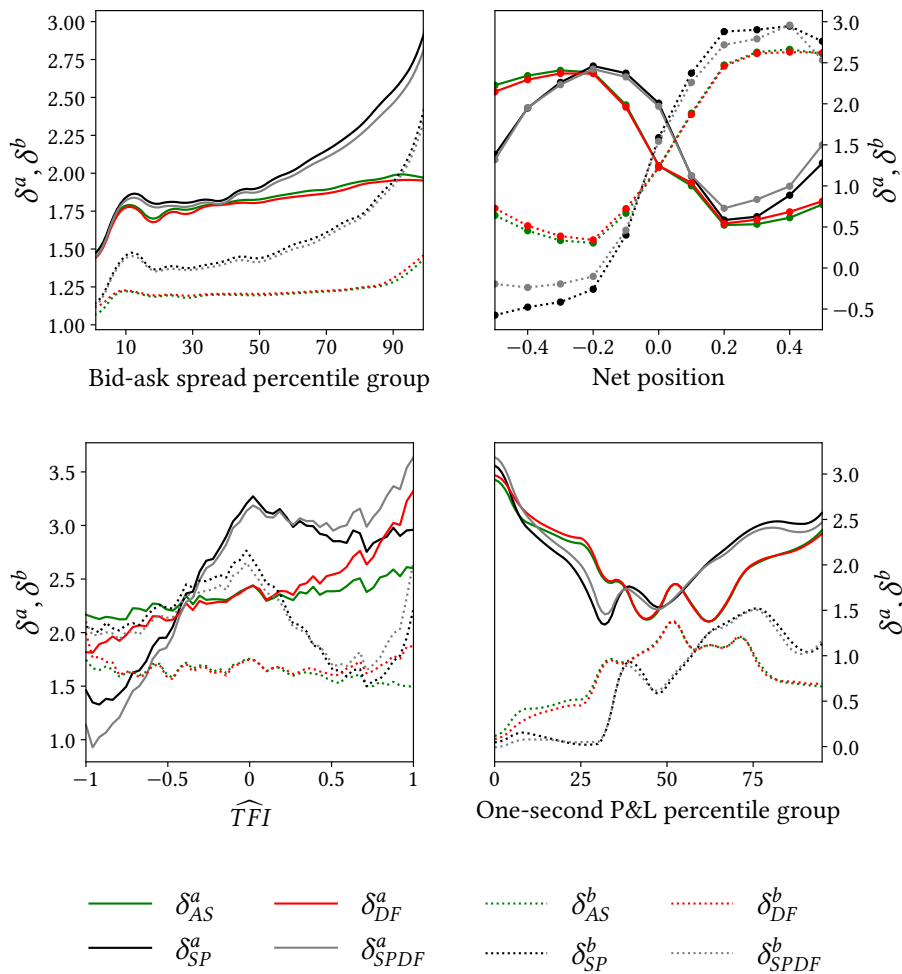 3.00
2.75
2.50
2.25
2.00
1.75
1.50
1.25
1.00
δ^a, δ^b
10 30 50 70 90
Bid-ask spread percentile group
3.0
2.5
2.0
1.5
1.0
0.5
0.0
−0.5
δ^a, δ^b
−0.4 −0.2 0.0 0.2 0.4
Net position
3.5
3.0
2.5
2.0
1.5
1.0
δ^a, δ^b
−1 −0.5 0 0.5 1
\widehat{TFI}
3.0
2.5
2.0
1.5
1.0
0.5
0.0
δ^a, δ^b
0 25 50 75
One-second P&L percentile group
δ^a_{AS} δ^a_{DF} δ^b_{AS} δ^b_{DF}
δ^a_{SP} δ^a_{SPDF} δ^b_{SP} δ^b_{SPDF}